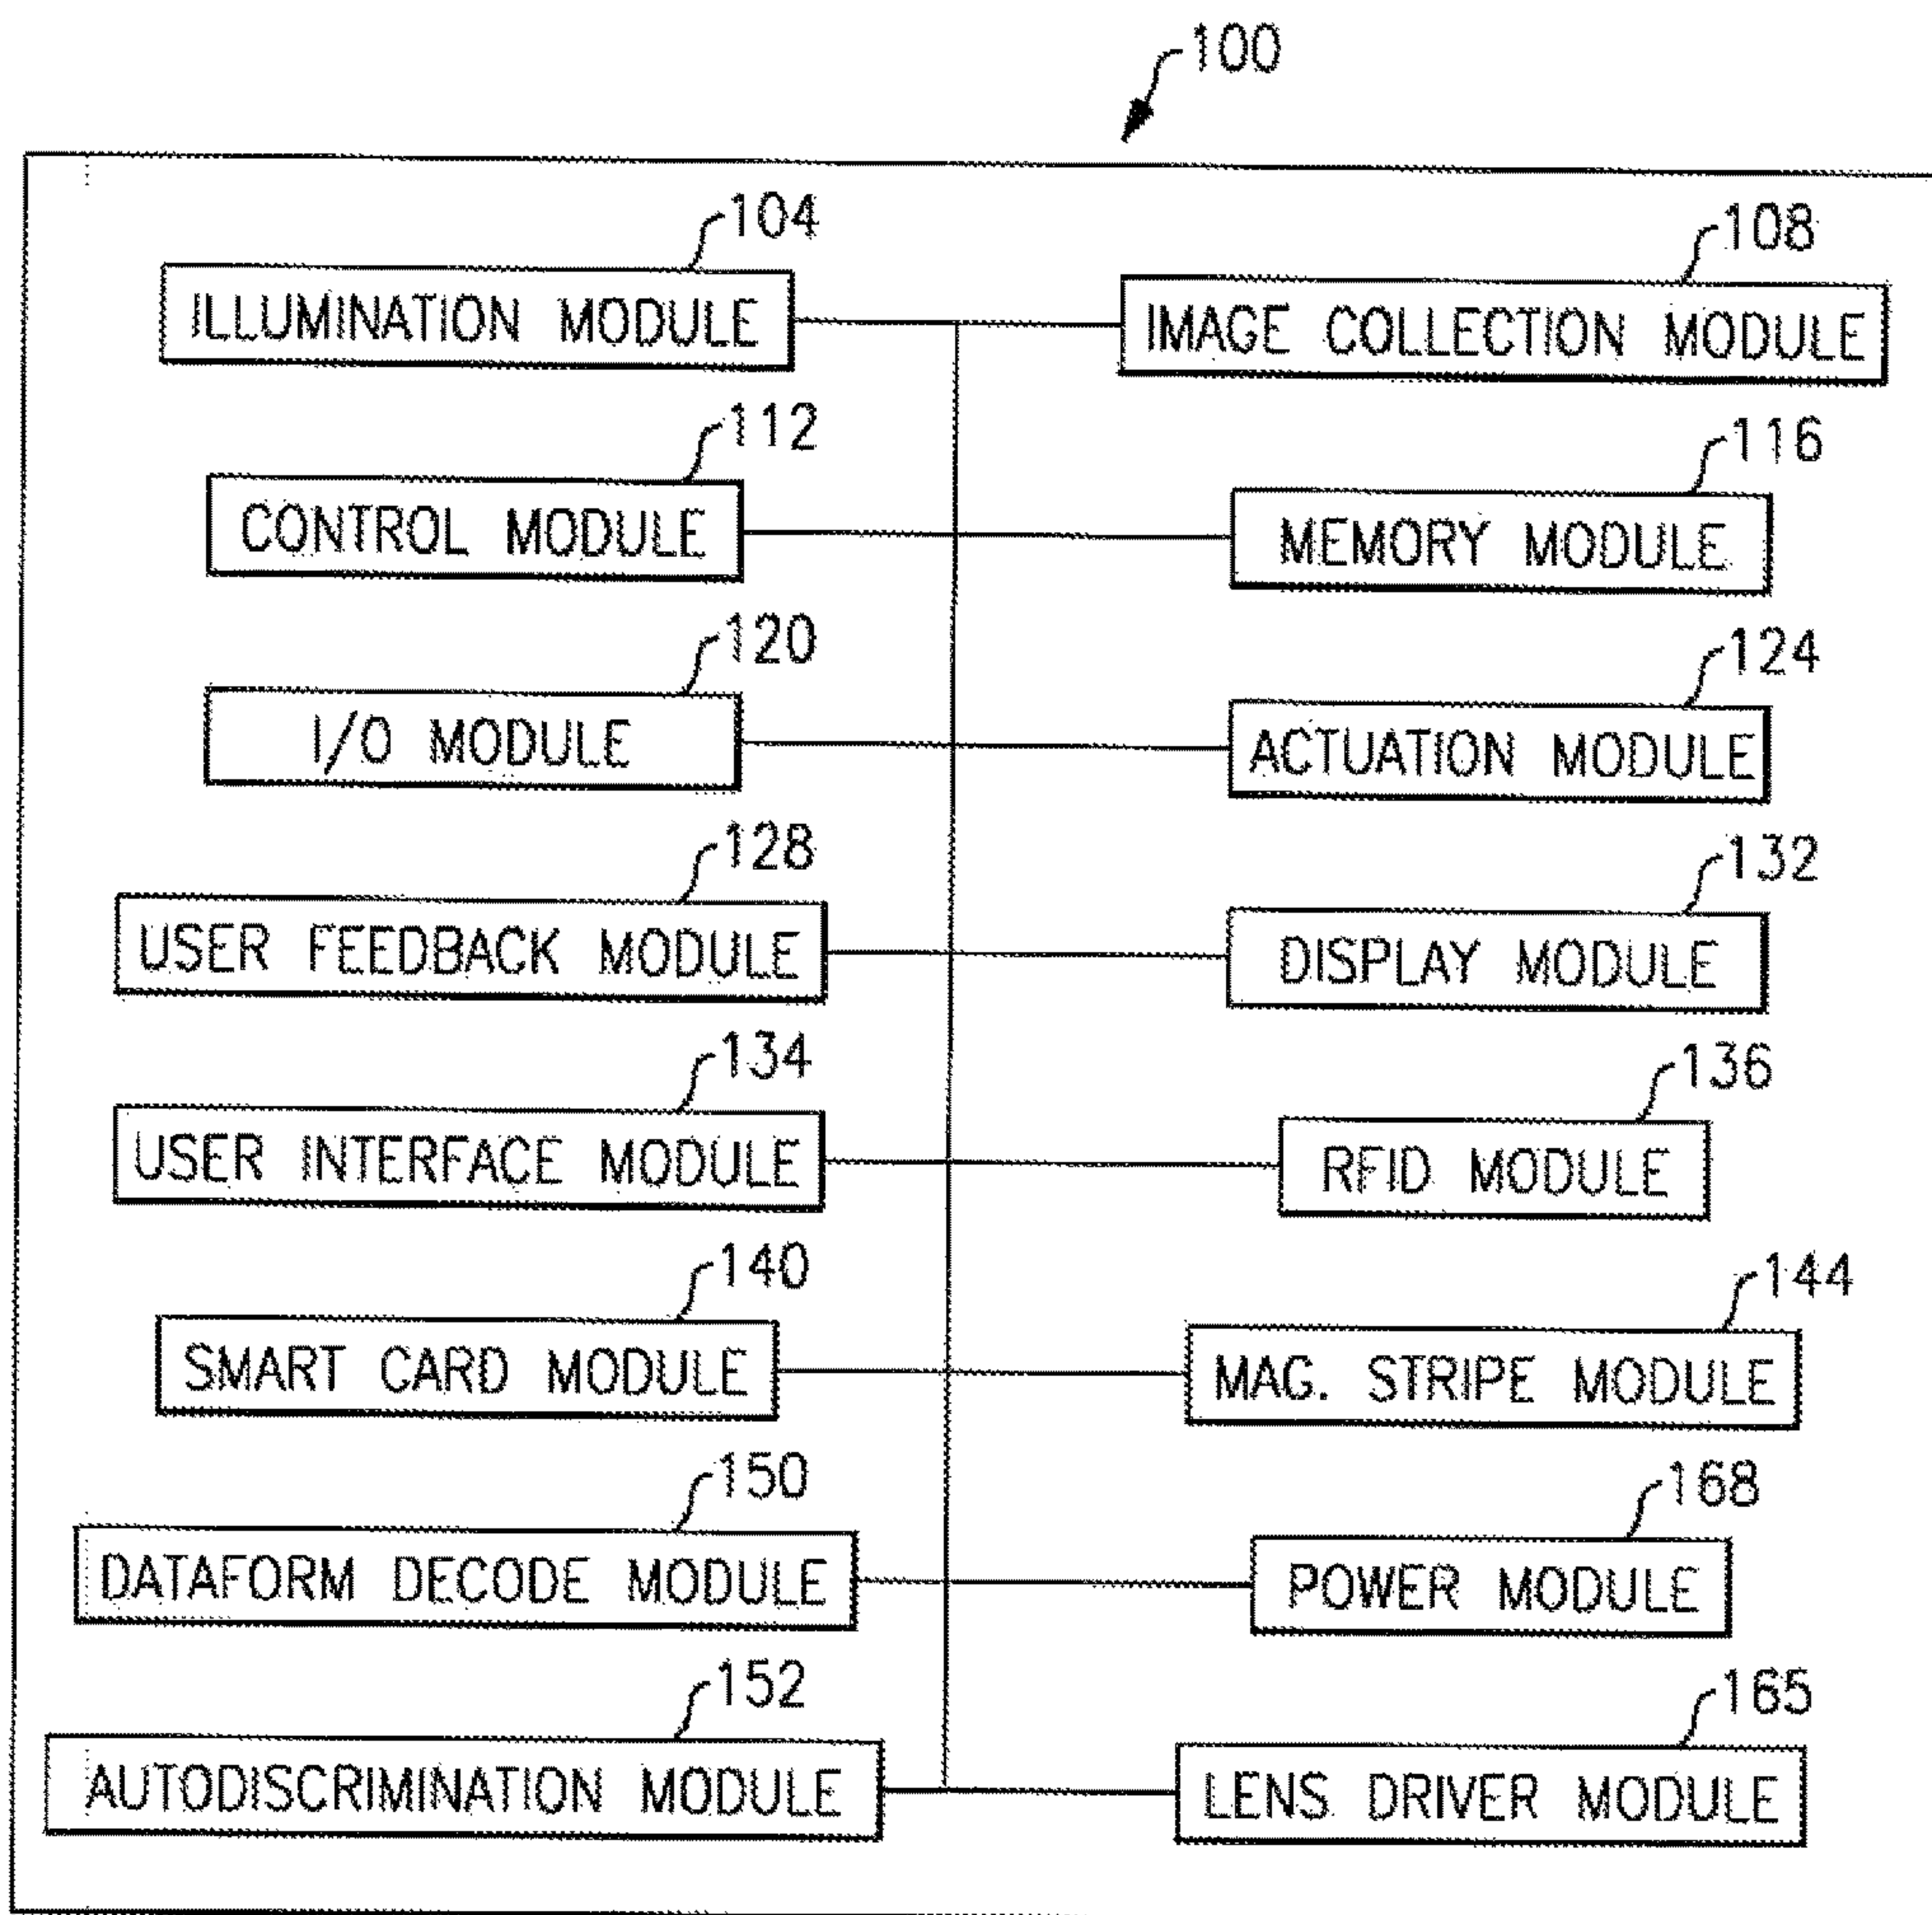 100
104
108
ILLUMINATION MODULE
IMAGE COLLECTION MODULE
112
116
CONTROL MODULE
MEMORY MODULE
120
124
I/O MODULE
ACTUATION MODULE
128
132
USER FEEDBACK MODULE
DISPLAY MODULE
134
136
USER INTERFACE MODULE
RFID MODULE
140
144
SMART CARD MODULE
MAG. STRIPE MODULE
150
168
DATAFORM DECODE MODULE
POWER MODULE
152
165
AUTODISCRIMINATION MODULE
LENS DRIVER MODULE